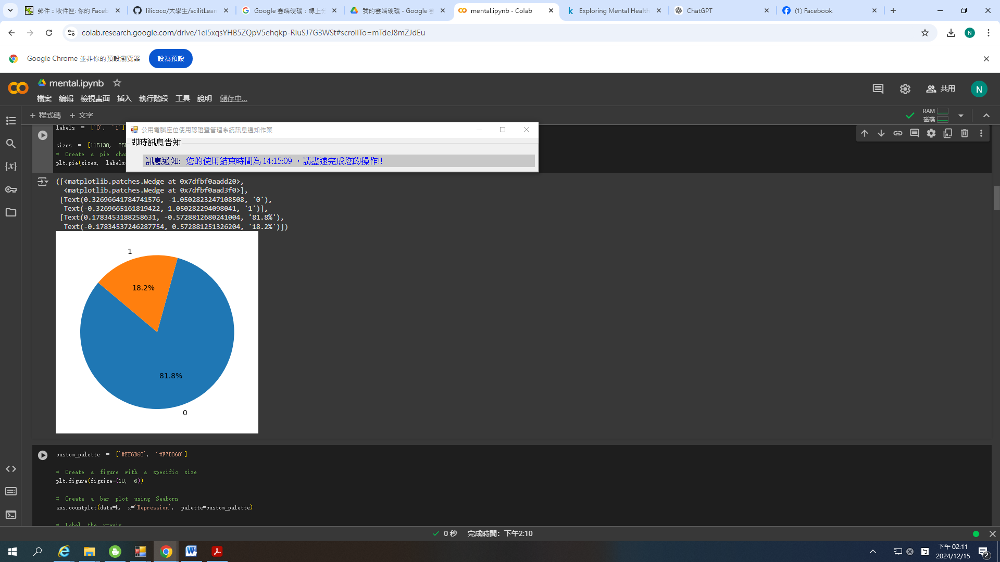 郵件 :: 收件匣: 你的 Faceb
lilicoco/大學生/scilitLear
Google 雲端硬碟：線上分
我的雲端硬碟 - Google 雲
mental.ipynb - Colab
Exploring Mental Health
ChatGPT
(1) Facebook
colab.research.google.com/drive/1ei5xqsYHB5ZQpV5ehqkp-RIuSJ7G3WSt#scrollTo=mTdeJ8mZJdEu
N
Google Chrome 並非你的預設瀏覽器
設為預設
mental.ipynb
檔案 編輯 檢視畫面 插入 執行階段 工具 說明 儲存中...
共用
N
+ 程式碼 + 文字
RAM
磁碟
公用電腦座位使用認證暨管理系統訊息通知作業
即時訊息告知
訊息通知: 您的使用結束時間為 14:15:09 ，請盡速完成您的操作!!
labels = ['0', '1']
sizes = [115130, 255
# Create a pie char
plt.pie(sizes, labels=
([<matplotlib.patches.Wedge at 0x7dfbf0aadd20>,
<matplotlib.patches.Wedge at 0x7dfbf0aad3f0>],
[Text(0.32696641784741576, -1.0502823247108508, '0'),
Text(-0.3269665161819422, 1.050282294098041, '1')],
[Text(0.1783453188258631, -0.5728812680241004, '81.8%'),
Text(-0.17834537246287754, 0.572881251326204, '18.2%')])
1
18.2%
81.8%
0
custom_palette = ['#FF6D60', '#F7D060']
# Create a figure with a specific size
plt.figure(figsize=(10, 6))
# Create a bar plot using Seaborn
sns.countplot(data=h, x='Depression', palette=custom_palette)
# Label the x-axis
0 秒 完成時間: 下午2:10
下午 02:11
2024/12/15
2